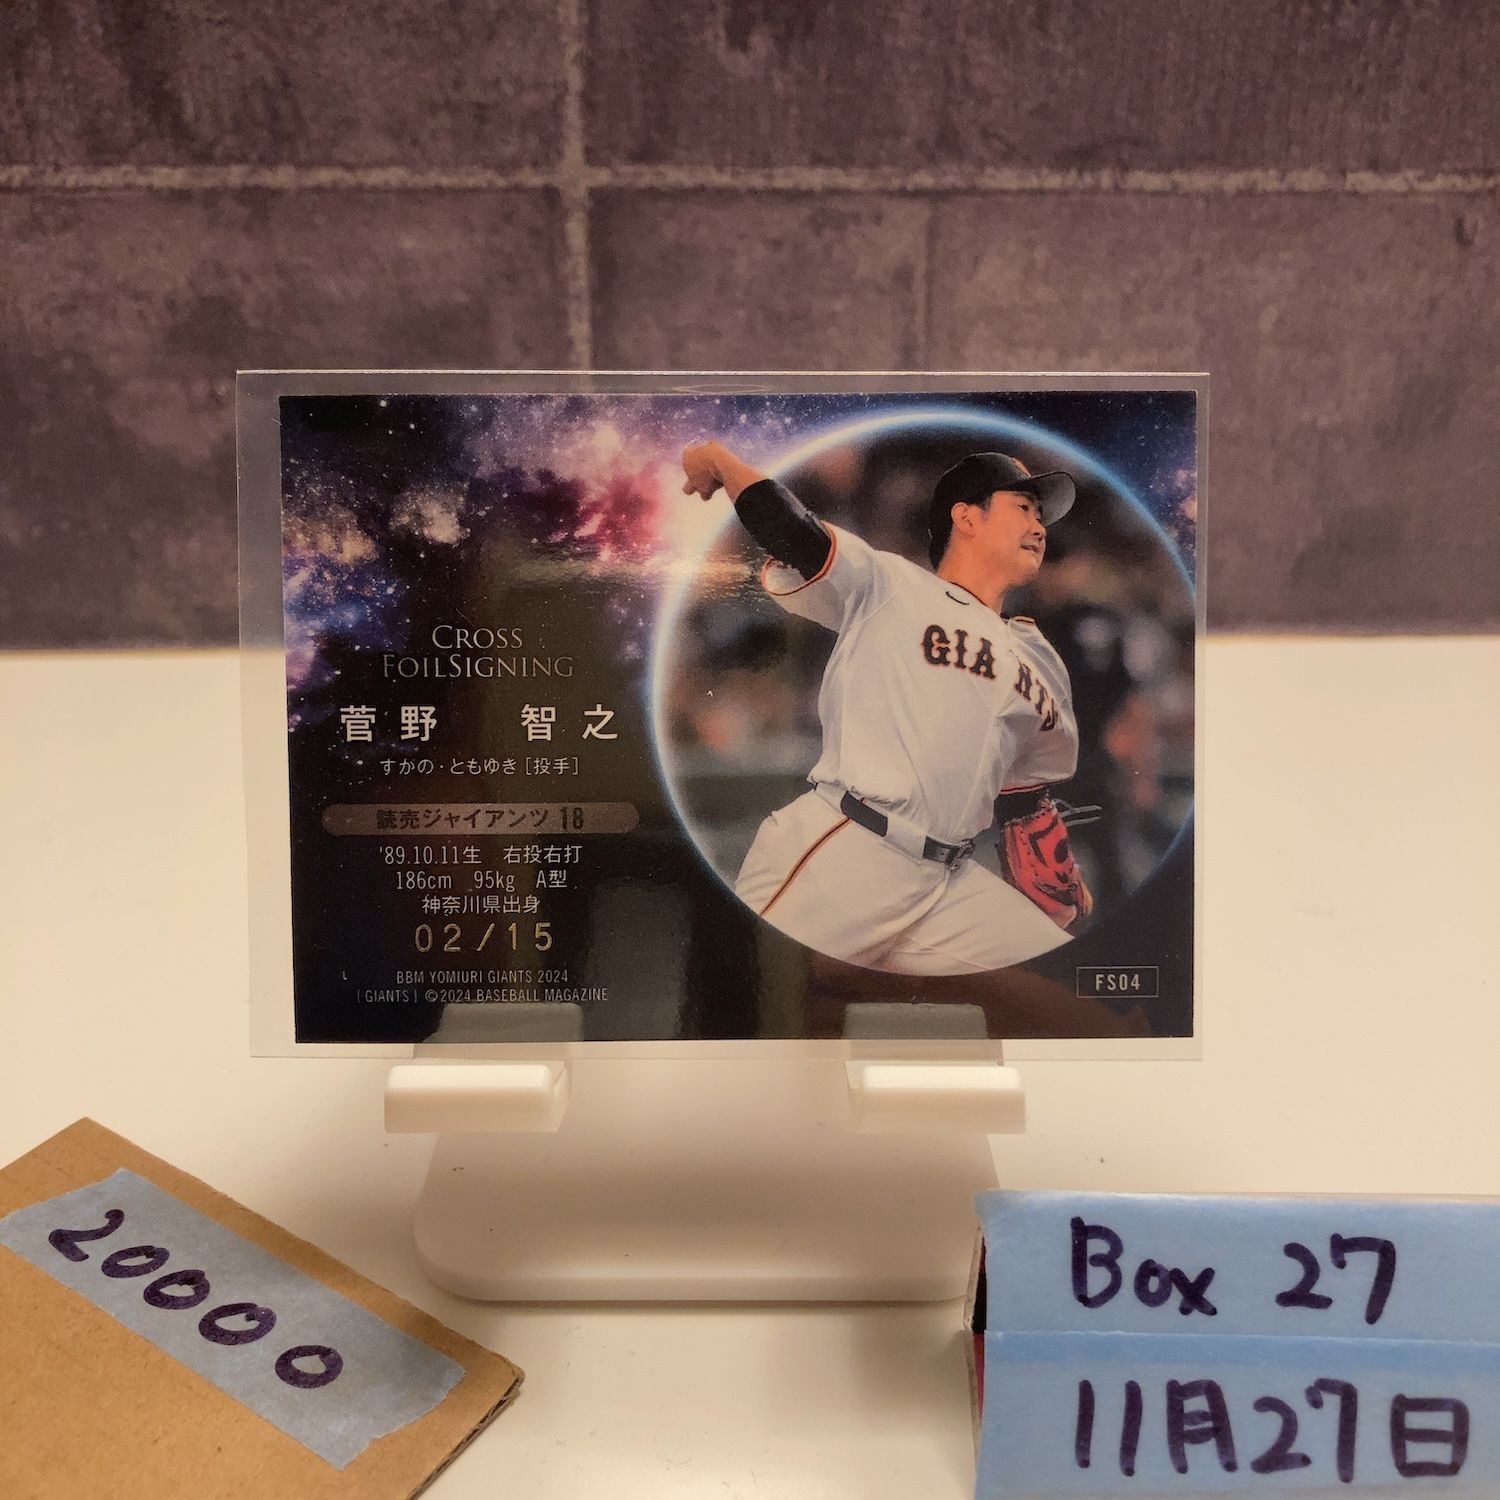 CROSS
FOILSIGNING
菅野 智之
すがの・ともゆき [投手]
読売ジャイアンツ 18
'89.10.11生 右投右打
186cm 95kg A型
神奈川県出身
02/15
BBM YOMIURI GIANTS 2024
[GIANTS] ©2024 BASEBALL MAGAZINE
GIANTS
FS04
20000
Box 27
11月27日